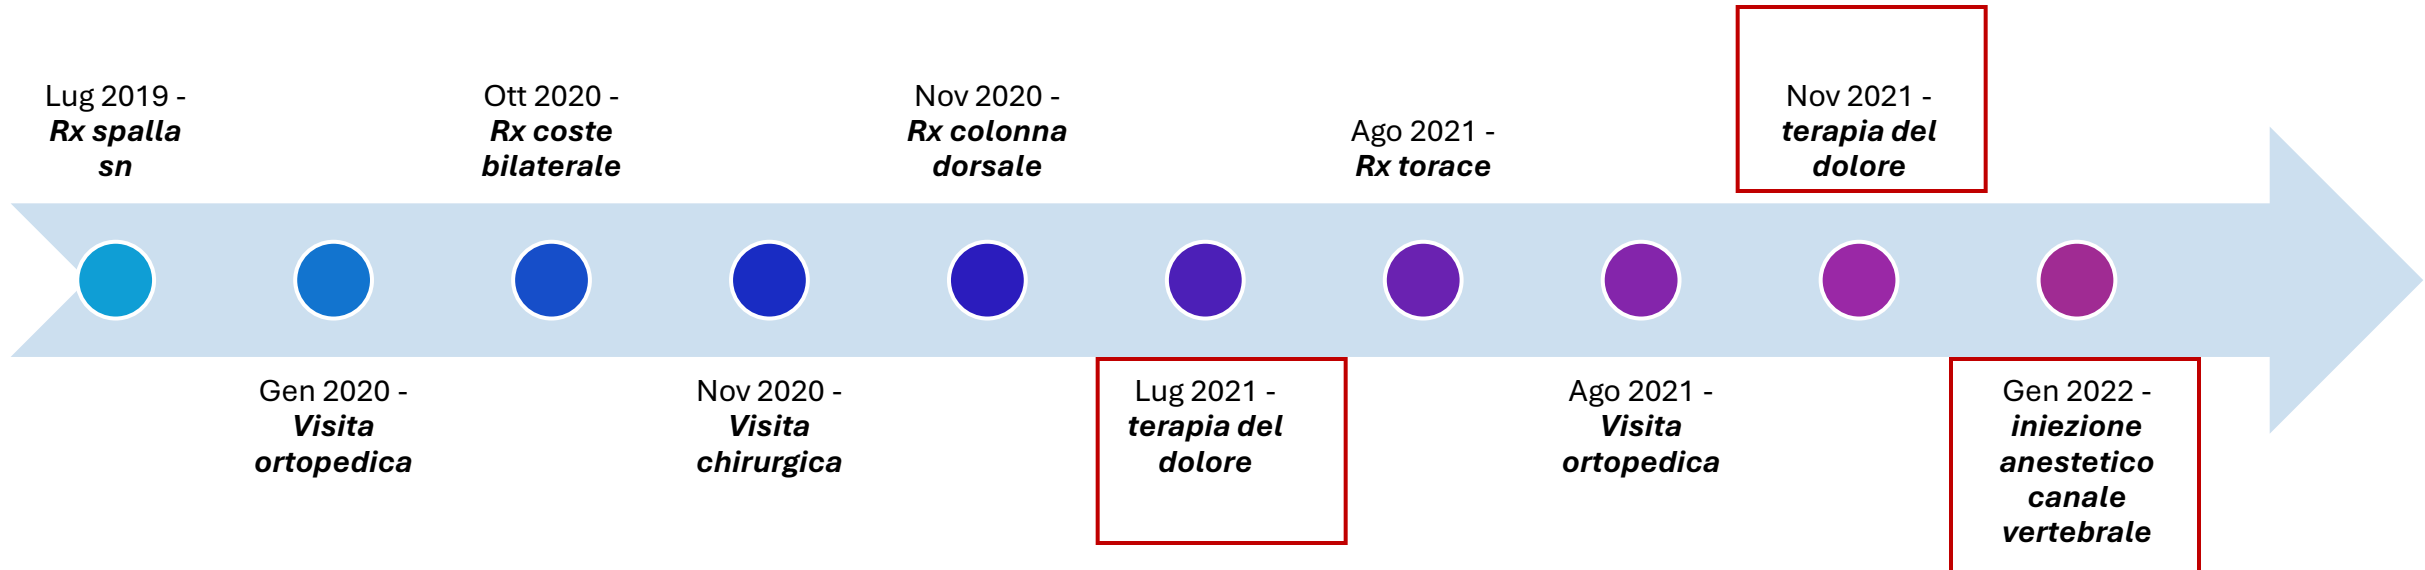 Lug 2019 -
Rx spalla
sn
Gen 2020 -
Visita
ortopedica
Ott 2020 -
Rx coste
bilaterale
Nov 2020 -
Visita
chirurgica
Nov 2020 -
Rx colonna
dorsale
Lug 2021 -
terapia del
dolore
Ago 2021 -
Rx torace
Ago 2021 -
Visita
ortopedica
Nov 2021 -
terapia del
dolore
Gen 2022 -
iniezione
anestetico
canale
vertebrale